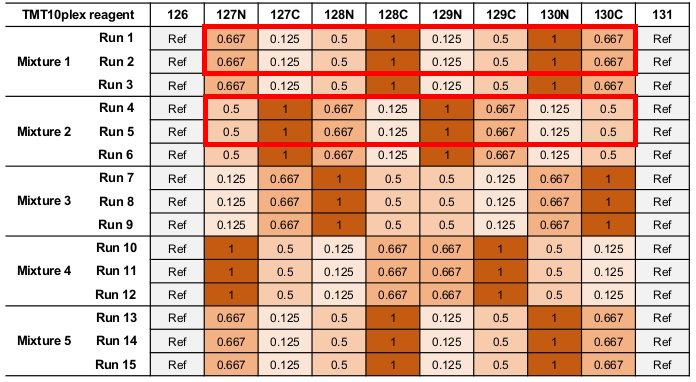 TMT10plex reagent 126 127N 127C 128N 128C 129N 129C 130N 130C 131
Run 1 Ref 0.667 0.125 0.5 1 0.125 0.5 1 0.667 Ref
Mixture 1 Run 2 Ref 0.667 0.125 0.5 1 0.125 0.5 1 0.667 Ref
Run 3 Ref 0.667 0.125 0.5 1 0.125 0.5 1 0.667 Ref
Run 4 Ref 0.5 1 0.667 0.125 1 0.667 0.125 0.5 Ref
Mixture 2 Run 5 Ref 0.5 1 0.667 0.125 1 0.667 0.125 0.5 Ref
Run 6 Ref 0.5 1 0.667 0.125 1 0.667 0.125 0.5 Ref
Run 7 Ref 0.125 0.667 1 0.5 0.5 0.125 0.667 1 Ref
Mixture 3 Run 8 Ref 0.125 0.667 1 0.5 0.5 0.125 0.667 1 Ref
Run 9 Ref 0.125 0.667 1 0.5 0.5 0.125 0.667 1 Ref
Run 10 Ref 1 0.5 0.125 0.667 0.667 1 0.5 0.125 Ref
Mixture 4 Run 11 Ref 1 0.5 0.125 0.667 0.667 1 0.5 0.125 Ref
Run 12 Ref 1 0.5 0.125 0.667 0.667 1 0.5 0.125 Ref
Run 13 Ref 0.667 0.125 0.5 1 0.125 0.5 1 0.667 Ref
Mixture 5 Run 14 Ref 0.667 0.125 0.5 1 0.125 0.5 1 0.667 Ref
Run 15 Ref 0.667 0.125 0.5 1 0.125 0.5 1 0.667 Ref